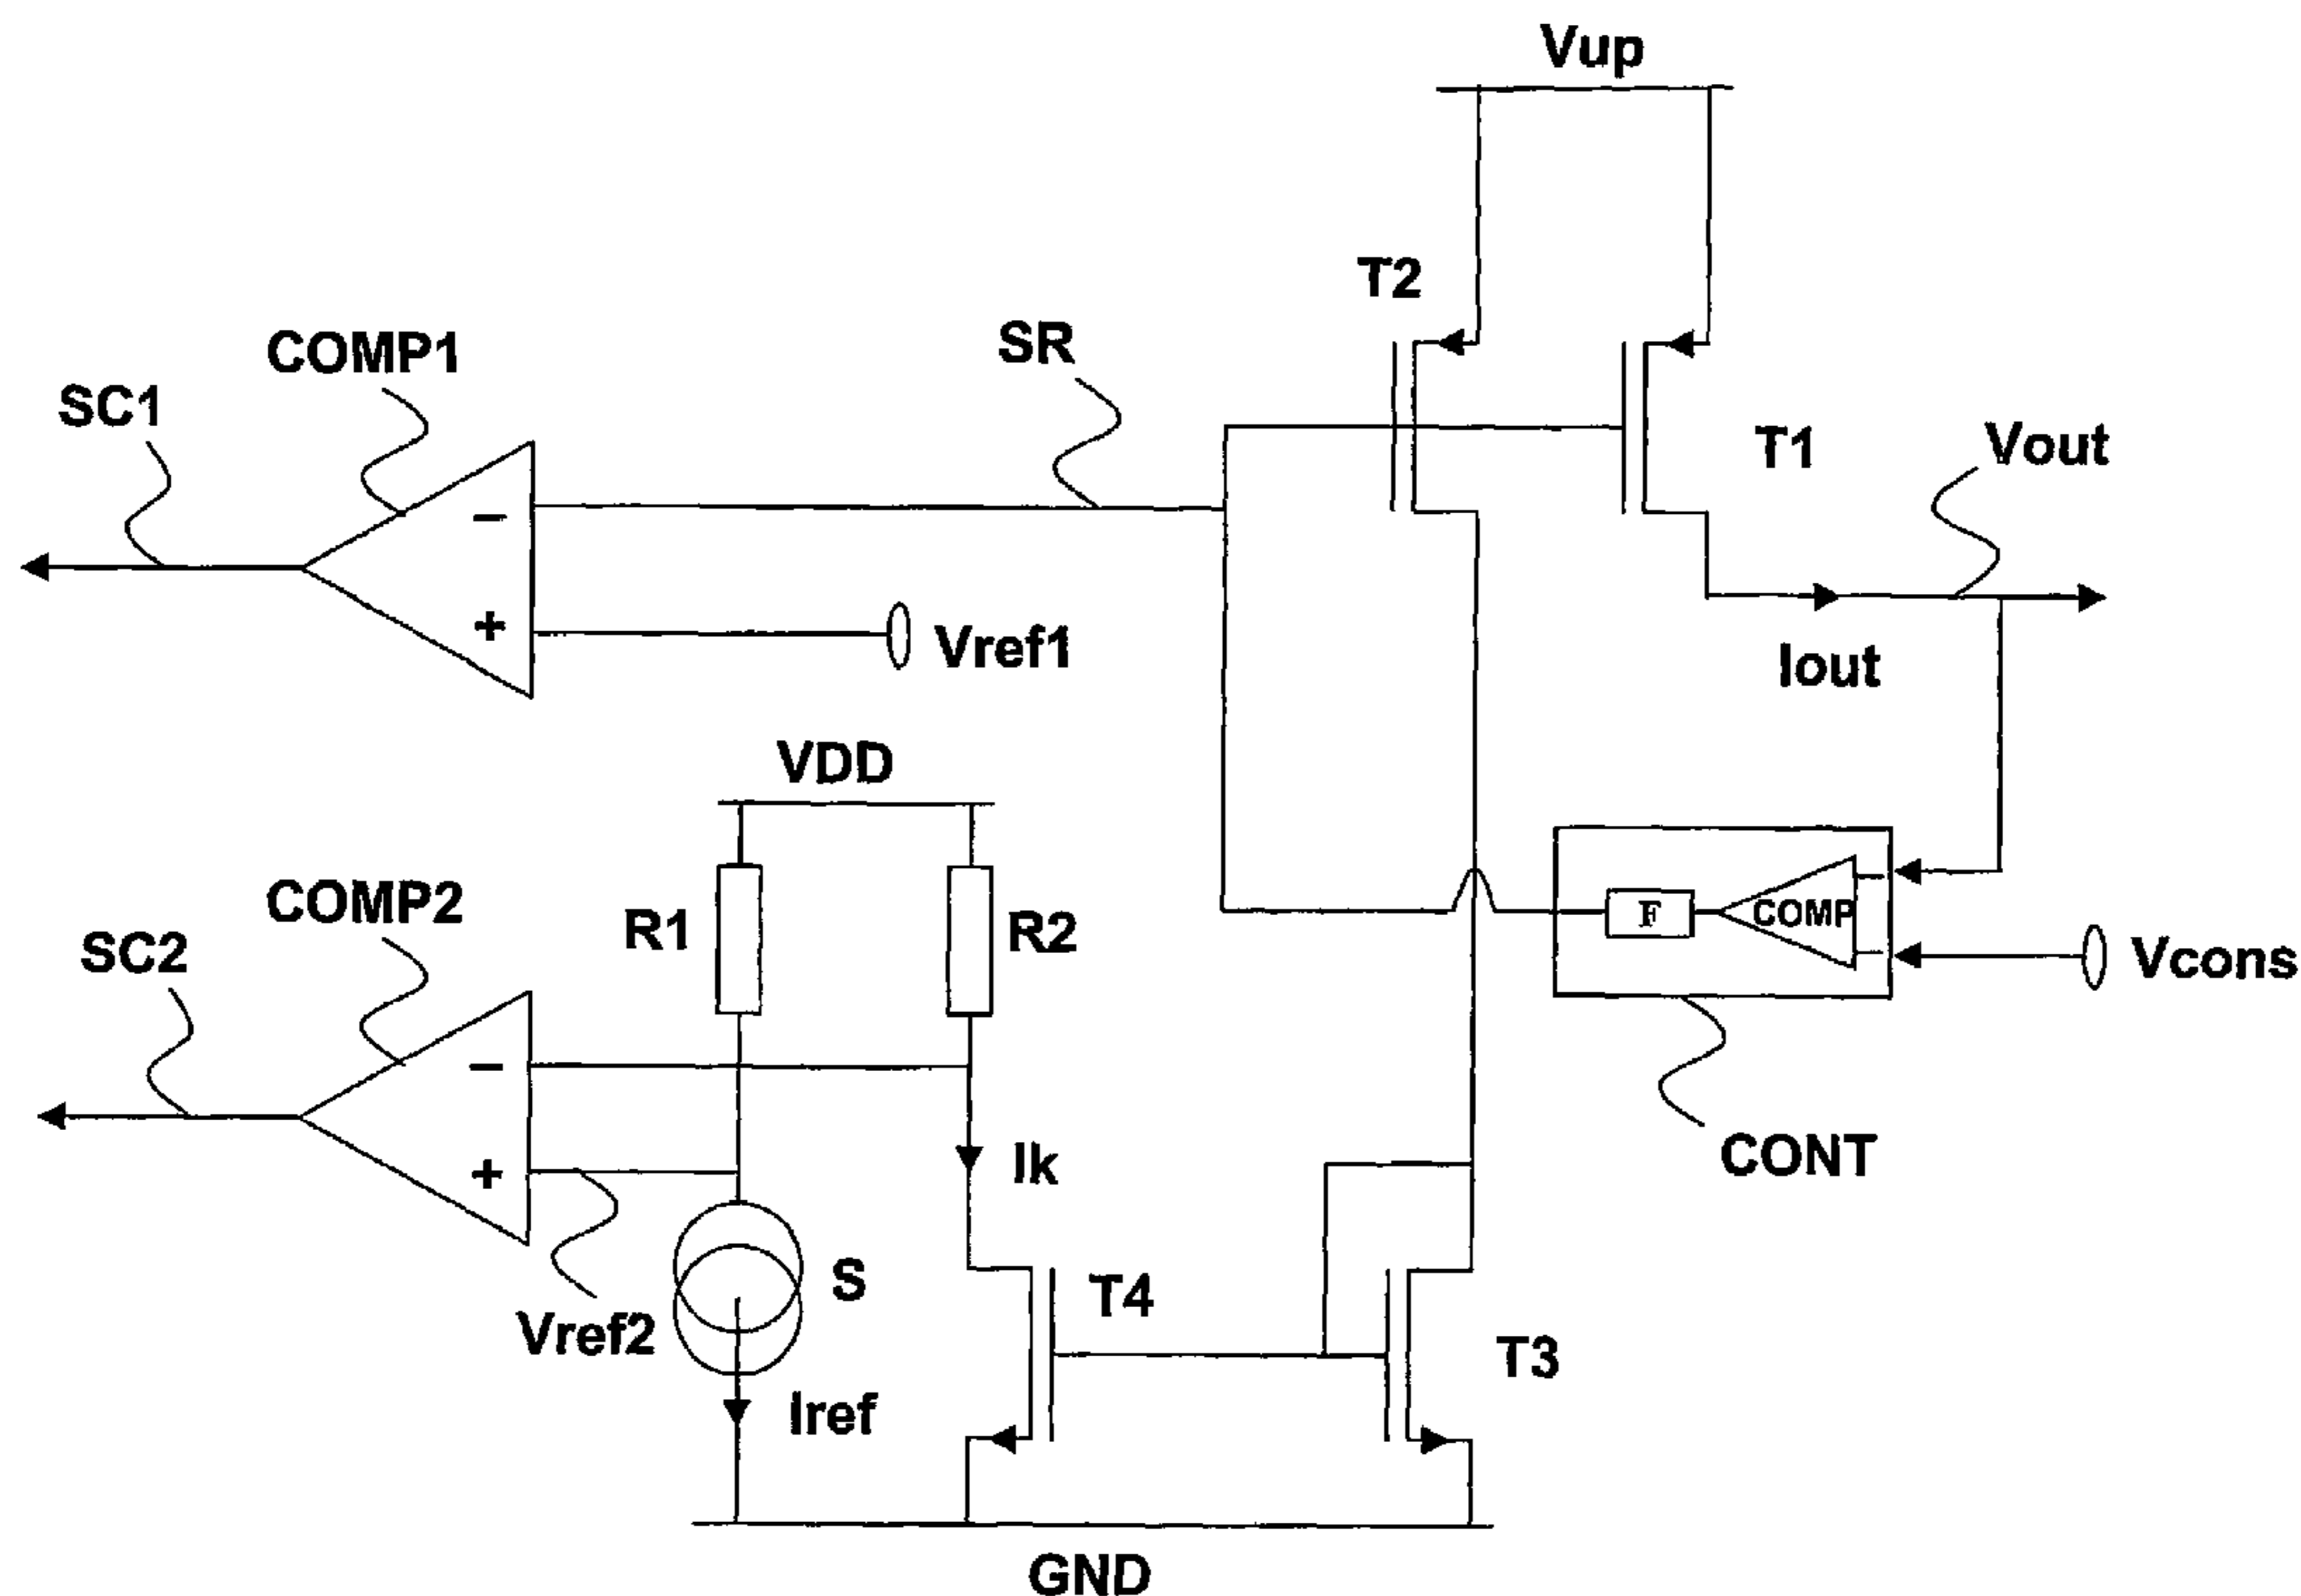 Vup
T2
SR
COMP1
SC1
T1
Vout
−
+
Vref1
Iout
VDD
COMP2
R1
R2
F
COMP
SC2
Vcons
−
+
Ik
CONT
S
T4
Vref2
T3
Iref
GND